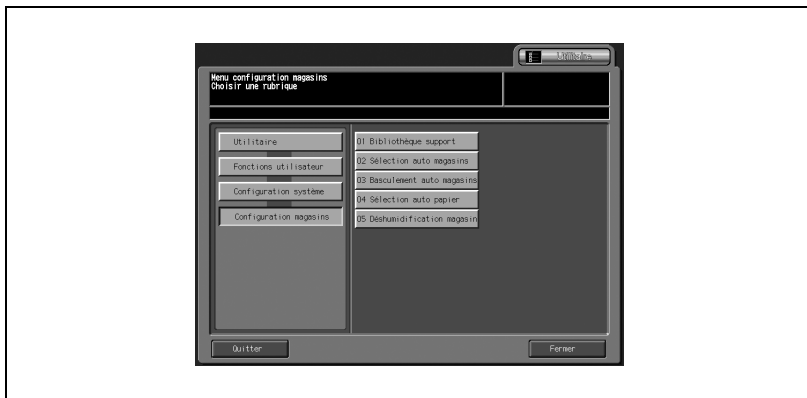 Utilitaire
Menu configuration magasins
Choisir une rubrique
Utilitaire
Fonctions utilisateur
Configuration système
Configuration magasins
01 Bibliothèque support
02 Sélection auto magasins
03 Basculement auto magasins
04 Sélection auto papier
05 Déshumidification magasin
Quitter
Fermer